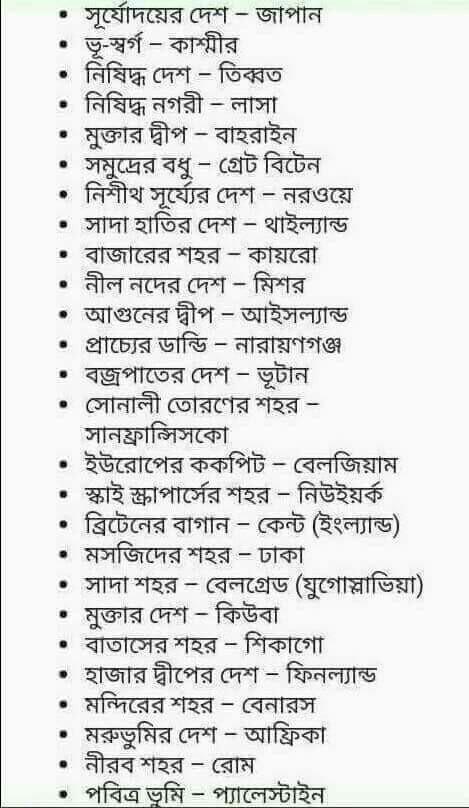 • সূর্যোদয়ের দেশ – জাপান
• ভূ-স্বর্গ – কাশ্মীর
• নিষিদ্ধ দেশ – তিব্বত
• নিষিদ্ধ নগরী – লাসা
• মুক্তার দ্বীপ – বাহরাইন
• সমুদ্রের বধু – গ্রেট বিটেন
• নিশীথ সূর্য্যের দেশ – নরওয়ে
• সাদা হাতির দেশ – থাইল্যান্ড
• বাজারের শহর – কায়রো
• নীল নদের দেশ – মিশর
• আগুনের দ্বীপ – আইসল্যান্ড
• প্রাচ্যের ডান্ডি – নারায়ণগঞ্জ
• বজ্রপাতের দেশ – ভূটান
• সোনালী তোরণের শহর –
সানফ্রান্সিসকো
• ইউরোপের ককপিট – বেলজিয়াম
• স্কাই স্ক্রাপার্সের শহর – নিউইয়র্ক
• ব্রিটেনের বাগান – কেন্ট (ইংল্যান্ড)
• মসজিদের শহর – ঢাকা
• সাদা শহর – বেলগ্রেড (যুগোস্লাভিয়া)
• মুক্তার দেশ – কিউবা
• বাতাসের শহর – শিকাগো
• হাজার দ্বীপের দেশ – ফিনল্যান্ড
• মন্দিরের শহর – বেনারস
• মরুভুমির দেশ – আফ্রিকা
• নীরব শহর – রোম
• পবিত্র ভুমি – প্যালেস্টাইন